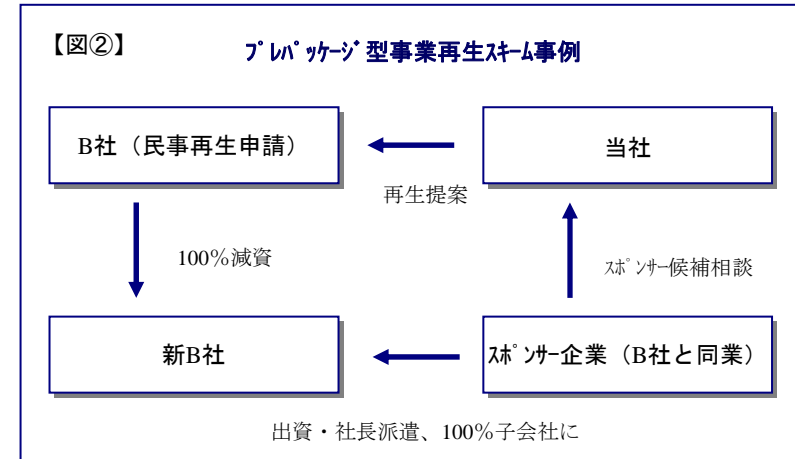 【図②】
ﾌﾟﾚﾊﾟｯｹｰｼﾞ型事業再生ｽｷｰﾑ事例
B社（民事再生申請）
当社
再生提案
100％減資
ｽﾎﾟﾝｻｰ候補相談
新B社
ｽﾎﾟﾝｻｰ企業（B社と同業）
出資・社長派遣、100％子会社に